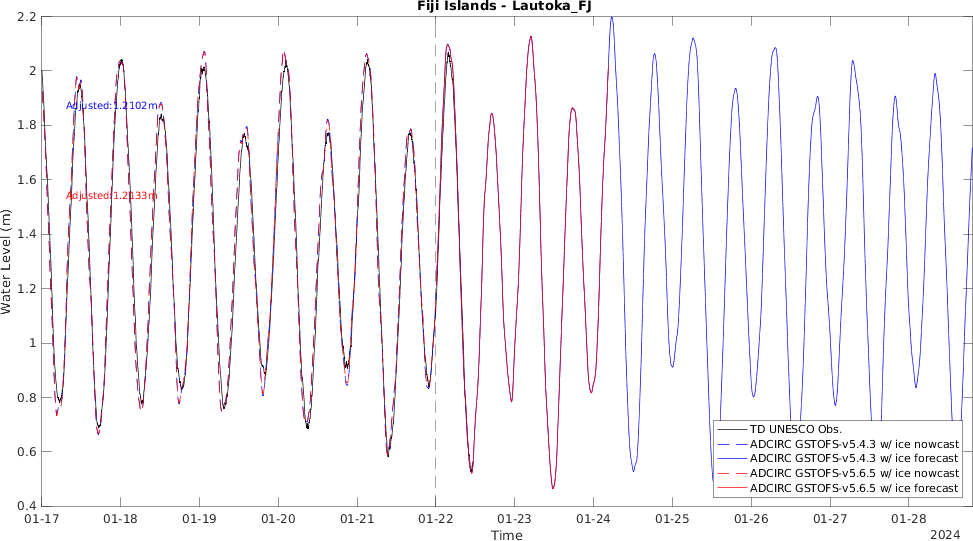 Fiji Islands - Lautoka_FJ
2.2
2
1.8
1.6
1.4
1.2
1
0.8
0.6
0.4
Water Level (m)
Adjusted:1.2102m
Adjusted:1.2133m
TD UNESCO Obs.
ADCIRC GSTOFS-v5.4.3 w/ ice nowcast
ADCIRC GSTOFS-v5.4.3 w/ ice forecast
ADCIRC GSTOFS-v5.6.5 w/ ice nowcast
ADCIRC GSTOFS-v5.6.5 w/ ice forecast
01-17 01-18 01-19 01-20 01-21 01-22 01-23 01-24 01-25 01-26 01-27 01-28
Time
2024